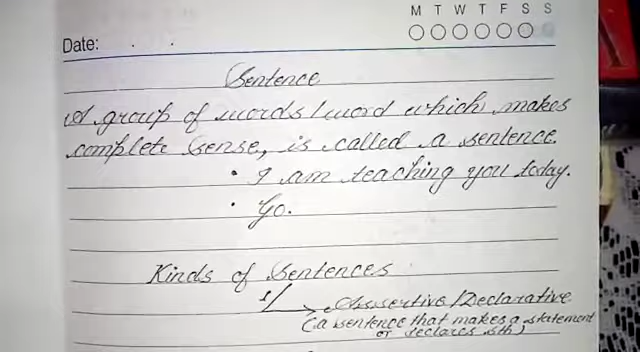 M T W T F S S
Date:
Sentence
A group of words/word which makes
complete sense, is called a sentence.
• I am teaching you today.
• Go.
Kinds of Sentences
1/ → Assertive/Declarative
(a sentence that makes a statement
or declares sth)